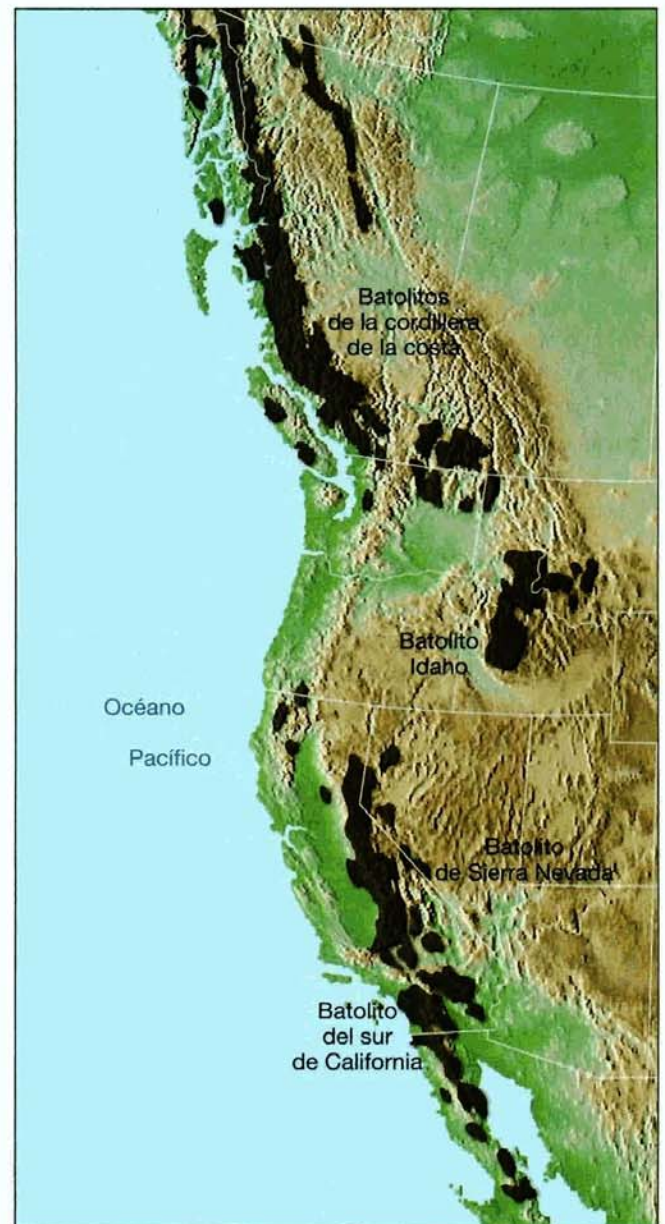 Batolitos
de la cordillera
de la costa
Batolito
Idaho
Océano
Pacífico
Batolito
de Sierra Nevada
Batolito
del sur
de California